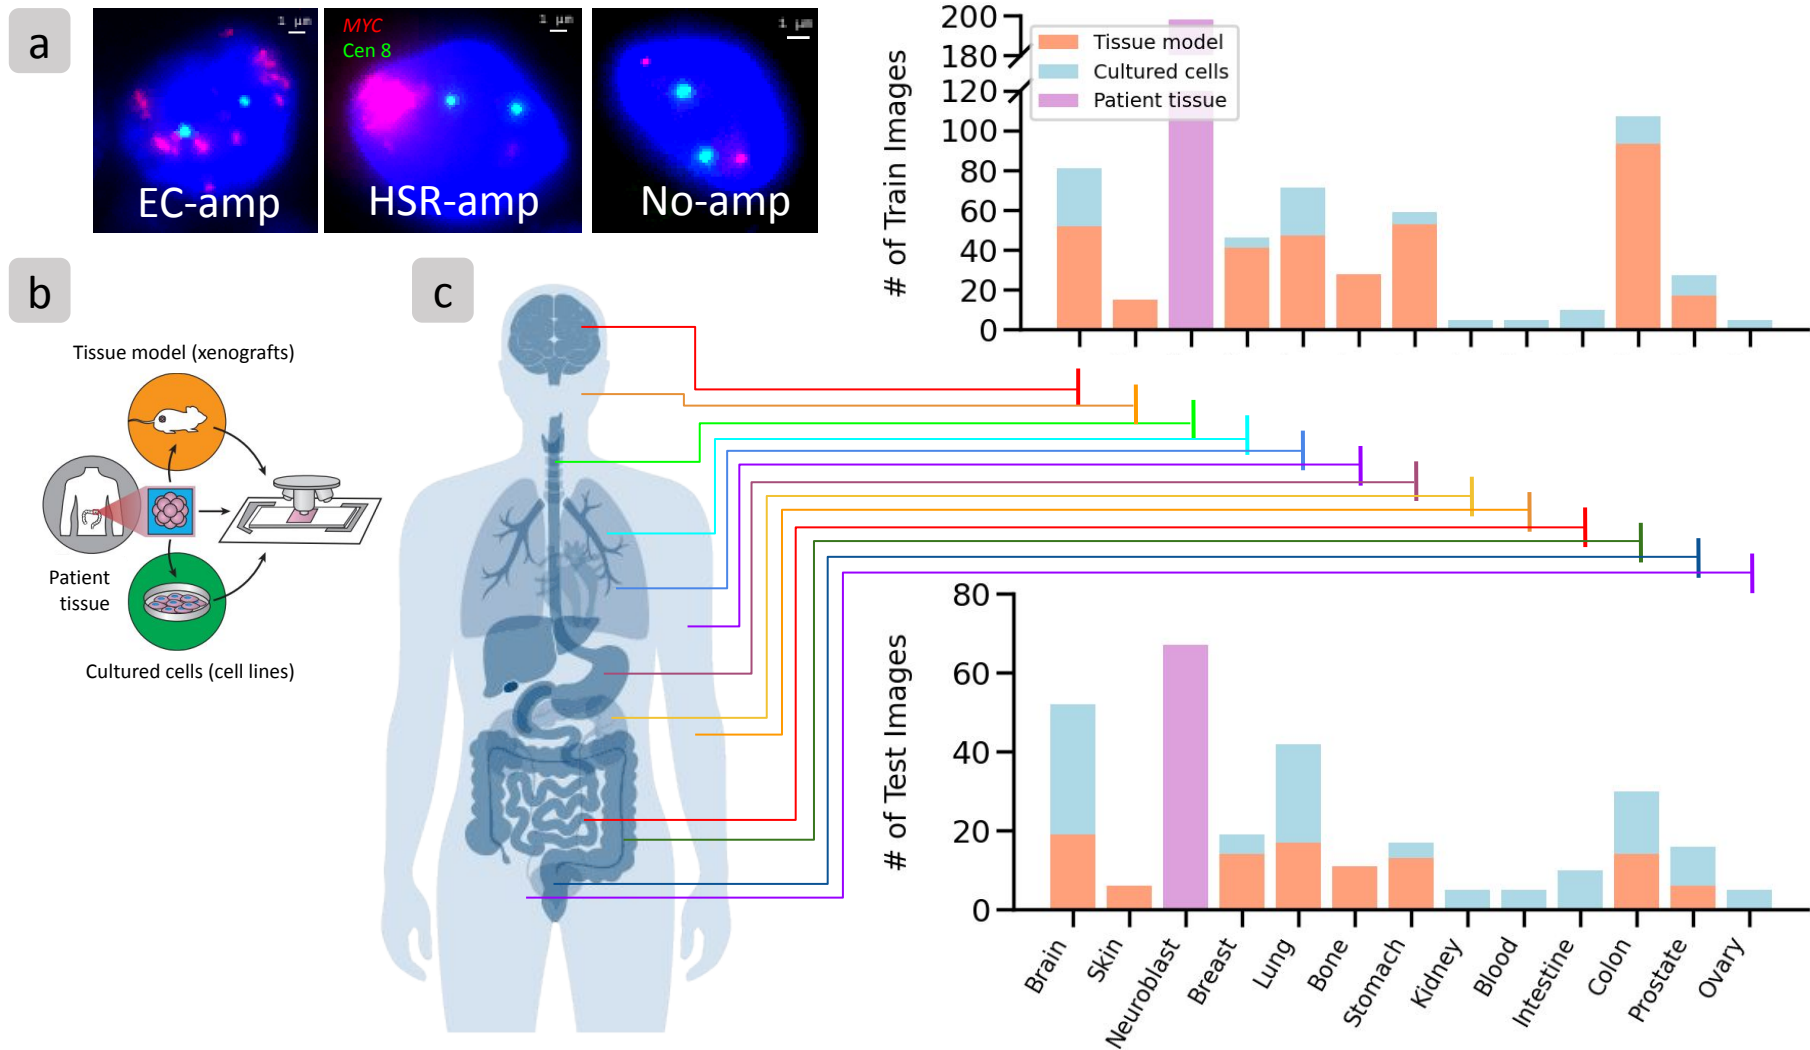 a
1 µm
MYC
Cen 8
1 µm
1 µm
EC-amp
HSR-amp
No-amp
b
Tissue model (xenografts)
Patient
tissue
Cultured cells (cell lines)
c
# of Train Images
200
180
120
100
80
60
40
20
0
Tissue model
Cultured cells
Patient tissue
# of Test Images
80
60
40
20
0
Brain
Skin
Neuroblast
Breast
Lung
Bone
Stomach
Kidney
Blood
Intestine
Colon
Prostate
Ovary